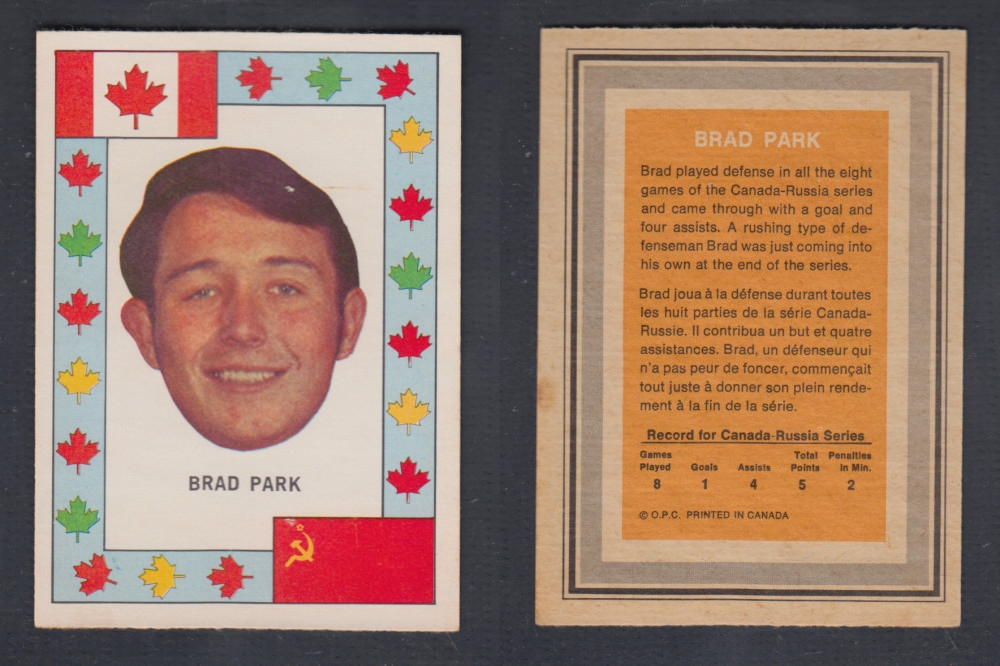 BRAD PARK
BRAD PARK
Brad played defense in all the eight
games of the Canada-Russia series
and came through with a goal and
four assists. A rushing type of de-
fenseman Brad was just coming into
his own at the end of the series.
Brad joua à la défense durant toutes
les huit parties de la série Canada-
Russie. Il contribua un but et quatre
assistances. Brad, un défenseur qui
n'a pas peur de foncer, commençait
tout juste à donner son plein rende-
ment à la fin de la série.
Record for Canada-Russia Series
Games Total Penalties
Played Goals Assists Points in Min.
8 1 4 5 2
© O.P.C. PRINTED IN CANADA